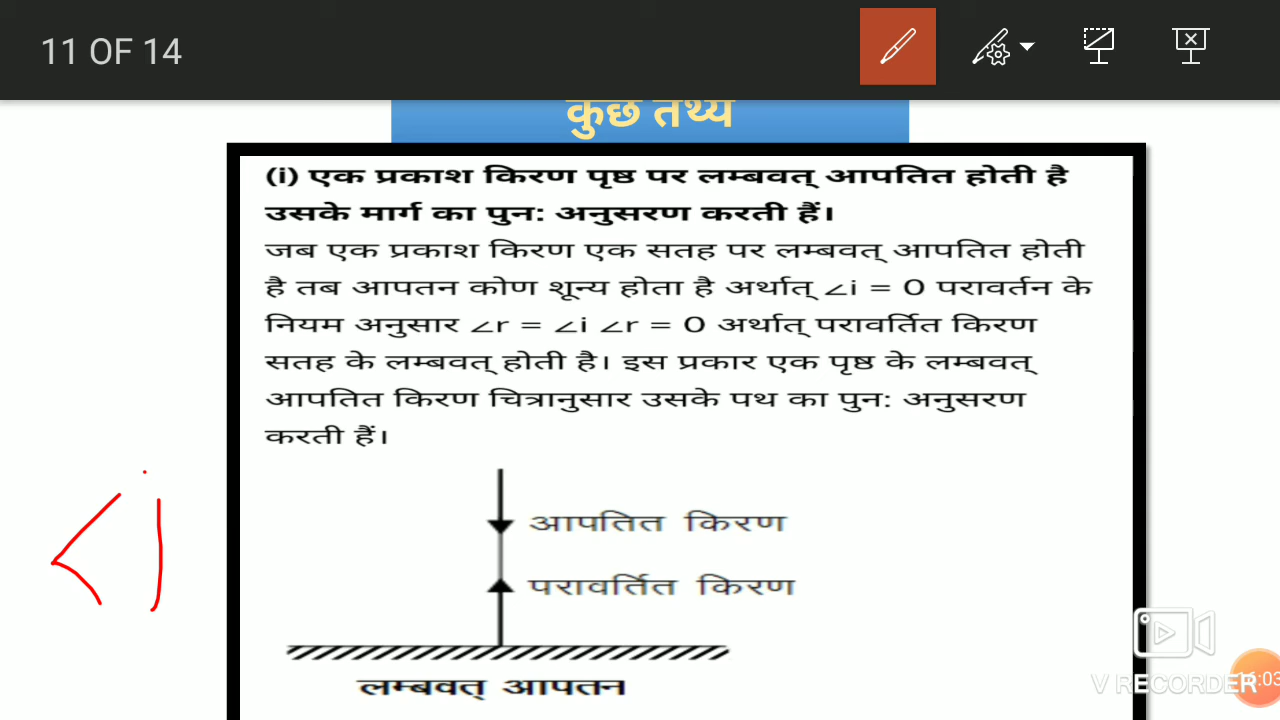 11 OF 14
कुछ तथ्य
(i) एक प्रकाश किरण पृष्ठ पर लम्बवत् आपतित होती है
उसके मार्ग का पुन: अनुसरण करती हैं।
जब एक प्रकाश किरण एक सतह पर लम्बवत् आपतित होती
है तब आपतन कोण शून्य होता है अर्थात् ∠i = 0 परावर्तन के
नियम अनुसार ∠r = ∠i ∠r = 0 अर्थात् परावर्तित किरण
सतह के लम्बवत् होती है। इस प्रकार एक पृष्ठ के लम्बवत्
आपतित किरण चित्रानुसार उसके पथ का पुन: अनुसरण
करती हैं।
∠i
आपतित किरण
परावर्तित किरण
लम्बवत् आपतन
V RECORDER